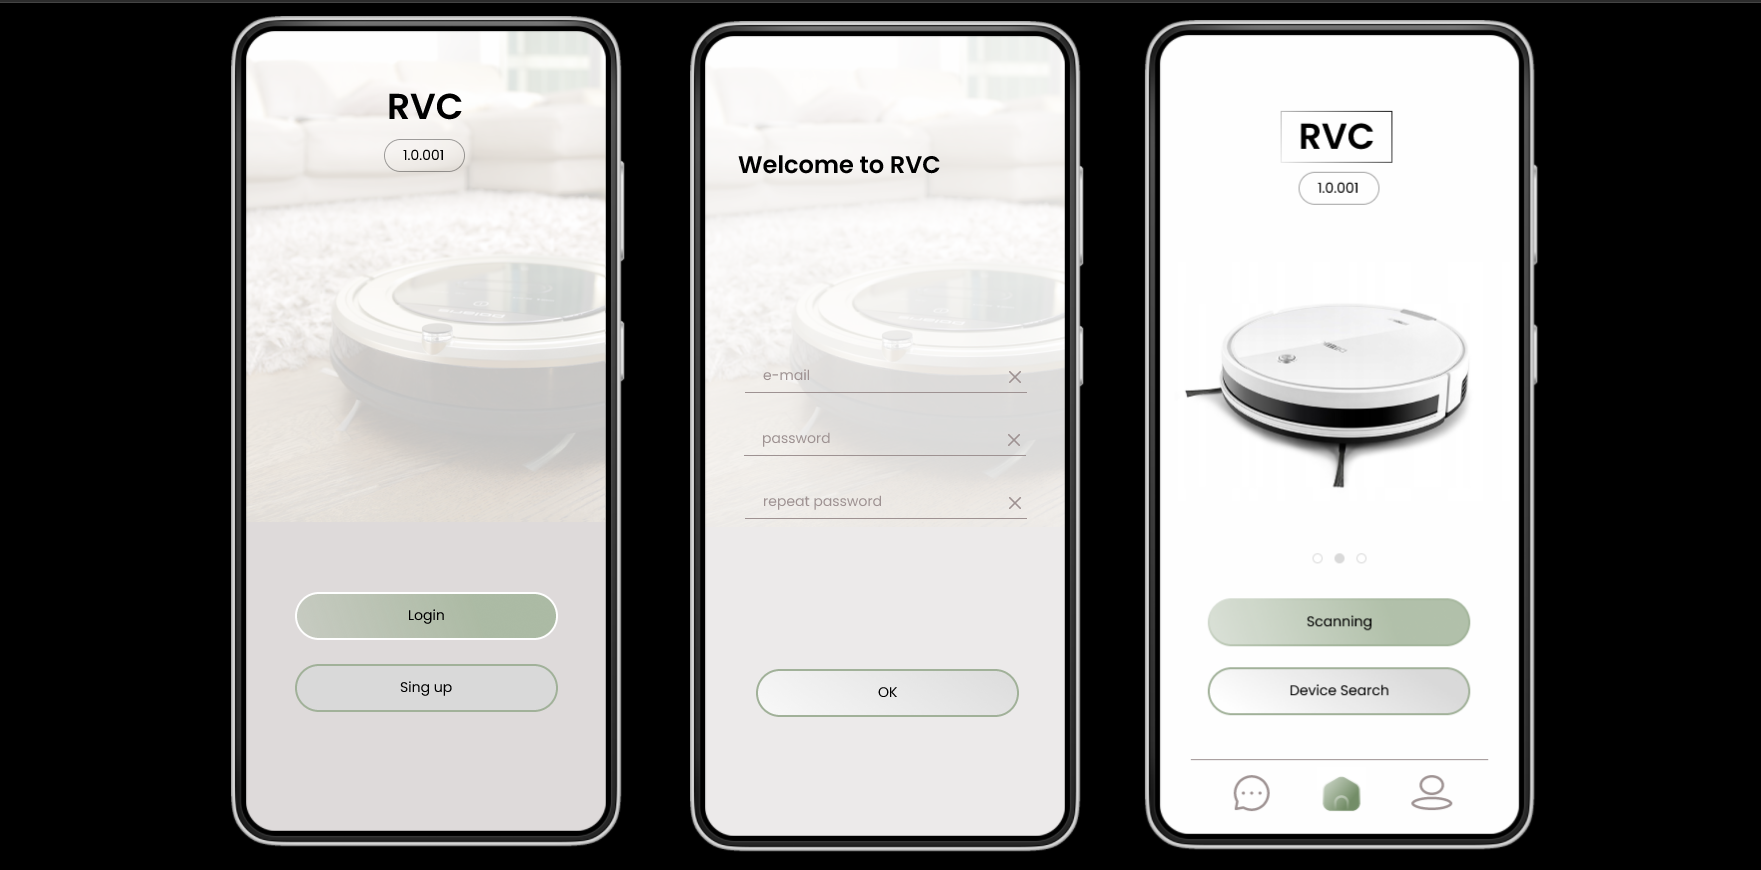 RVC
1.0.001
Login
Sing up
Welcome to RVC
e-mail
password
repeat password
OK
RVC
1.0.001
Scanning
Device Search